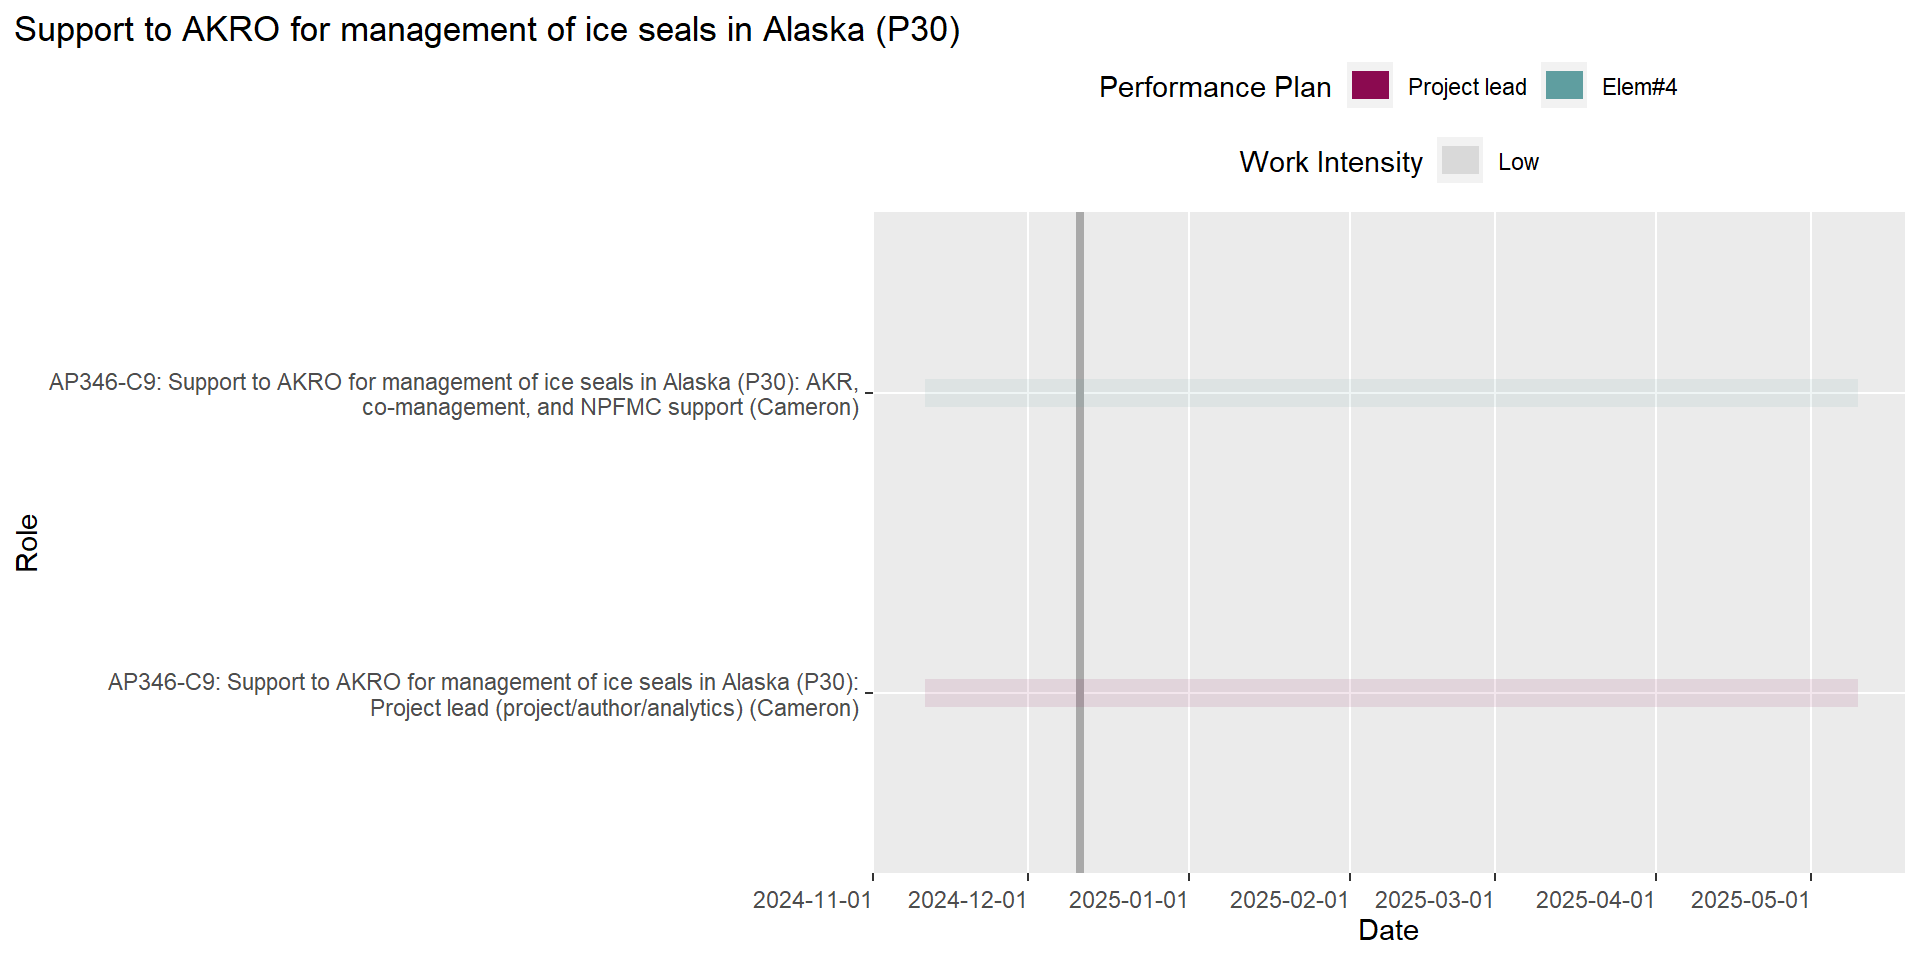 Support to AKRO for management of ice seals in Alaska (P30)
Performance Plan Project lead Elem#4
Work Intensity Low
AP346-C9: Support to AKRO for management of ice seals in Alaska (P30): AKR,
co-management, and NPFMC support (Cameron)
Role
AP346-C9: Support to AKRO for management of ice seals in Alaska (P30):
Project lead (project/author/analytics) (Cameron)
2024-11-01 2024-12-01 2025-01-01 2025-02-01 2025-03-01 2025-04-01 2025-05-01
Date